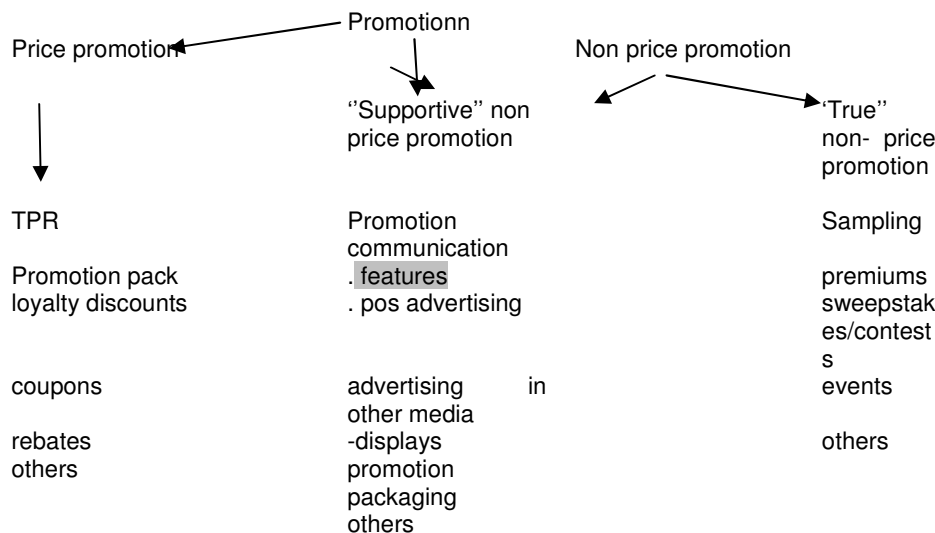 Promotionn
Price promotion
Non price promotion
‘’Supportive’’ non
price promotion
‘True’’
non- price
promotion
TPR
Promotion
communication
Sampling
Promotion pack
. features
premiums
loyalty discounts
. pos advertising
sweepstak
es/contest
s
coupons
advertising in
other media
events
rebates
-displays
others
others
promotion
packaging
others